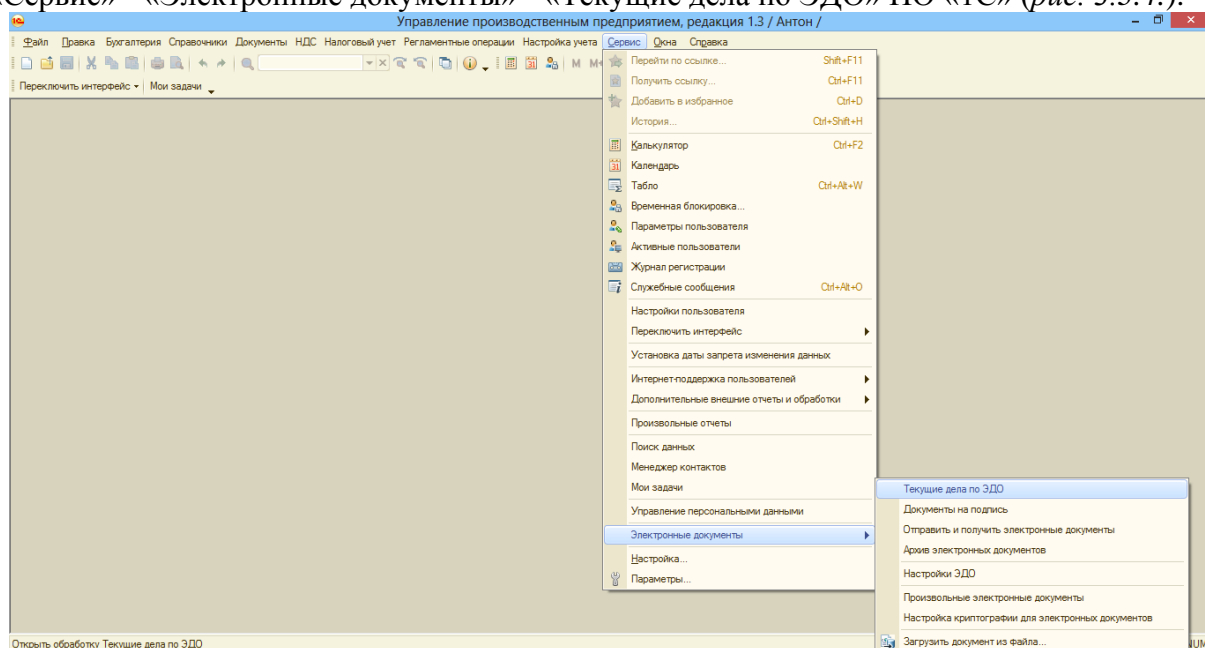 «Сервис» – «Электронные документы» – «Текущие дела по ЭДО» ПО «1С» (рис. 3.3.4.).
Управление производственным предприятием, редакция 1.3 / Антон /
Файл Правка Бухгалтерия Справочники Документы НДС Налоговый учет Регламентные операции Настройка учета Сервис Окна Справка
M M+
Переключить интерфейс Мои задачи
Перейти по ссылке... Shift+F11
Получить ссылку... Ctrl+F11
Добавить в избранное Ctrl+D
История... Ctrl+Shift+H
Калькулятор Ctrl+F2
Календарь
Табло Ctrl+Alt+W
Временная блокировка...
Параметры пользователя
Активные пользователи
Журнал регистрации
Служебные сообщения Ctrl+Alt+O
Настройки пользователя
Переключить интерфейс
Установка даты запрета изменения данных
Интернет-поддержка пользователей
Дополнительные внешние отчеты и обработки
Произвольные отчеты
Поиск данных
Менеджер контактов
Мои задачи
Управление персональными данными
Электронные документы
Настройка...
Параметры...
Текущие дела по ЭДО
Документы на подпись
Отправить и получить электронные документы
Архив электронных документов
Настройки ЭДО
Произвольные электронные документы
Настройка криптографии для электронных документов
Загрузить документ из файла...
Открыть обработку Текущие дела по ЭДО